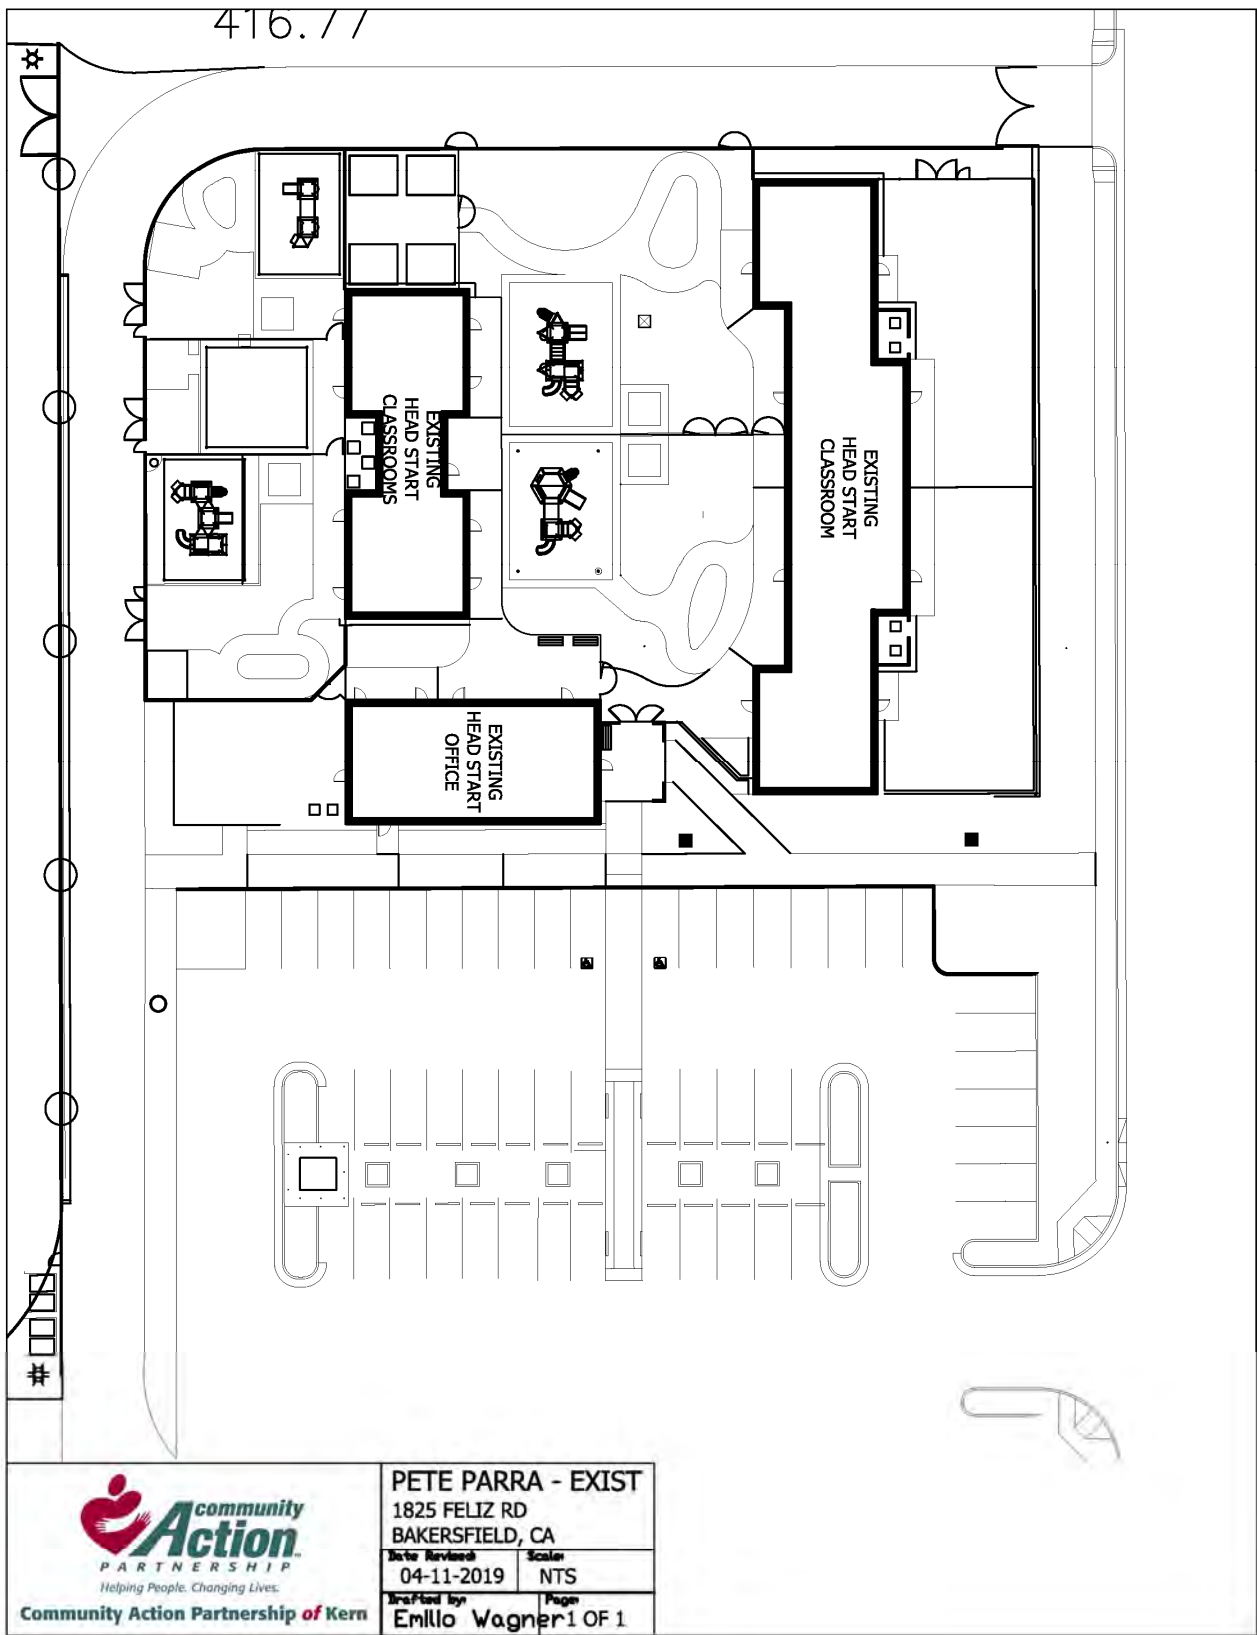 416.77
EXISTING
HEAD START
CLASSROOMS
EXISTING
HEAD START
CLASSROOM
EXISTING
HEAD START
OFFICE
community
Action
PARTNERSHIP
Helping People. Changing Lives.
Community Action Partnership of Kern
PETE PARRA - EXIST
1825 FELIZ RD
BAKERSFIELD, CA
Date Revised:
04-11-2019
Scale:
NTS
Drafted by:
Emilio Wagner
Page:
1 OF 1